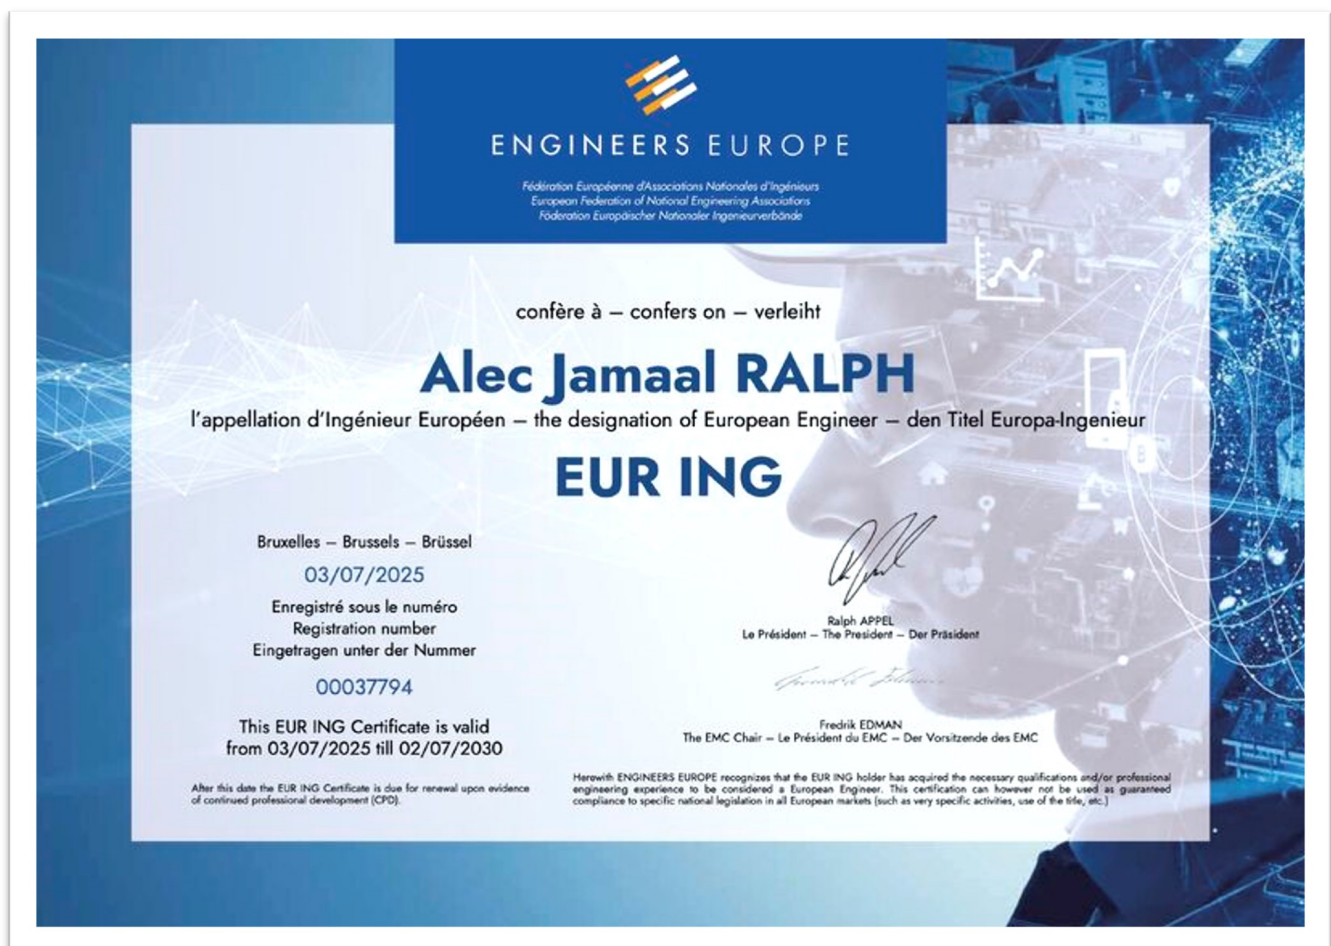 ENGINEERS EUROPE
Fédération Européenne d'Associations Nationales d'Ingénieurs
European Federation of National Engineering Associations
Föderation Europäischer Nationaler Ingenieurverbände
confère à – confers on – verleiht
Alec Jamaal RALPH
l'appellation d'Ingénieur Européen – the designation of European Engineer – den Titel Europa-Ingenieur
EUR ING
Bruxelles – Brussels – Brüssel
03/07/2025
Enregistré sous le numéro
Registration number
Eingetragen unter der Nummer
00037794
This EUR ING Certificate is valid
from 03/07/2025 till 02/07/2030
After this date the EUR ING Certificate is due for renewal upon evidence
of continued professional development (CPD).
Ralph APPEL
Le Président – The President – Der Präsident
Fredrik EDMAN
The EMC Chair – Le Président du EMC – Der Vorsitzende des EMC
Herewith ENGINEERS EUROPE recognizes that the EUR ING holder has acquired the necessary qualifications and/or professional
engineering experience to be considered a European Engineer. This certification can however not be used as guaranteed
compliance to specific national legislation in all European markets (such as very specific activities, use of the title, etc.)